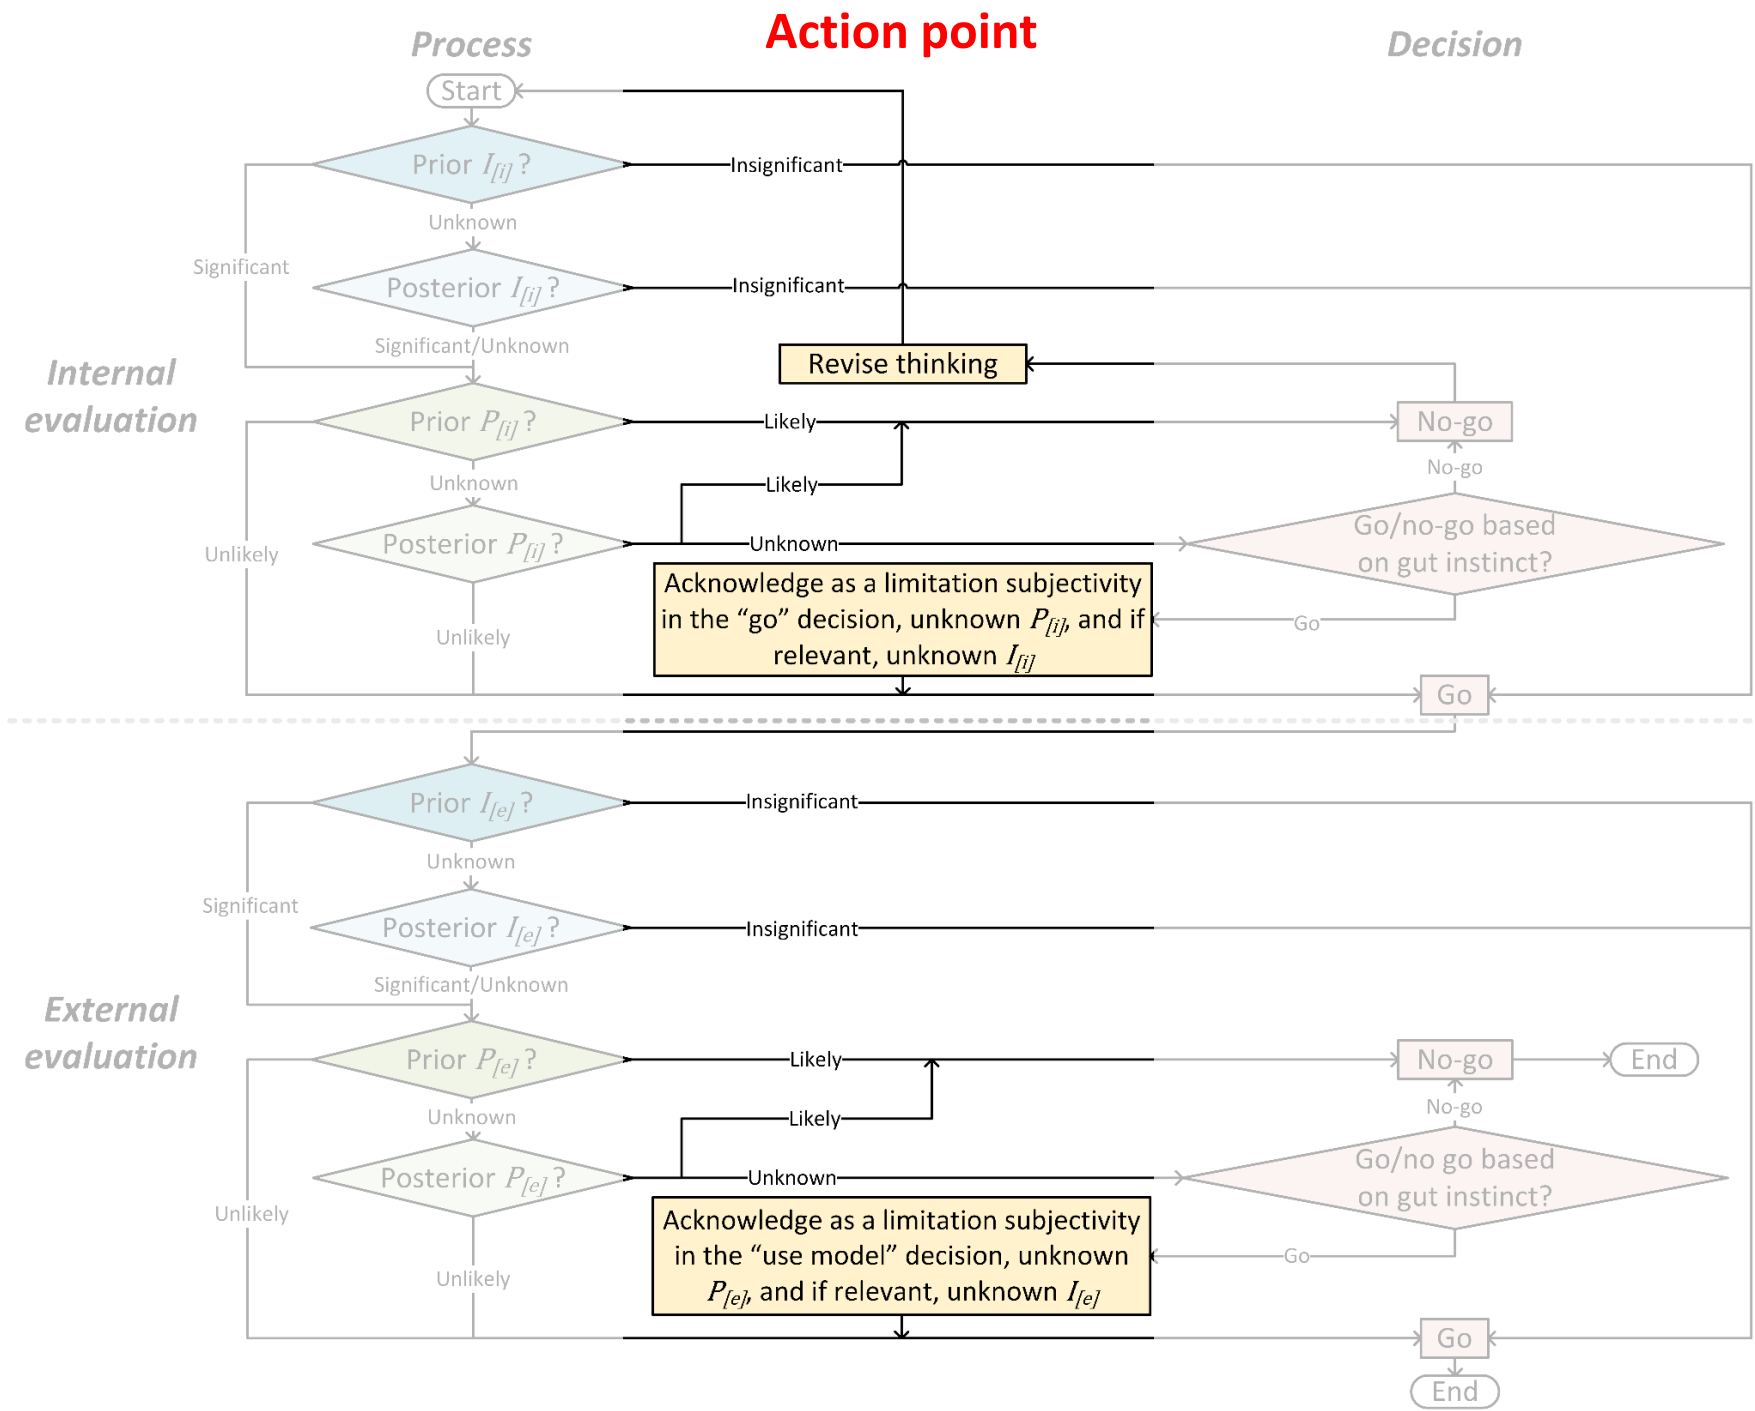 Process
Action point
Decision
Start
Prior I[i]?
Insignificant
Unknown
Significant
Posterior I[i]?
Insignificant
Significant/Unknown
Internal
evaluation
Revise thinking
Prior P[i]?
Likely
No-go
Unknown
Likely
No-go
Unlikely
Posterior P[i]?
Unknown
Go/no-go based
on gut instinct?
Acknowledge as a limitation subjectivity
in the “go” decision, unknown P[i], and if
relevant, unknown I[i]
Go
Unlikely
Go
Prior I[e]?
Insignificant
Unknown
Significant
Posterior I[e]?
Insignificant
Significant/Unknown
External
evaluation
Prior P[e]?
Likely
No-go
End
Unknown
Likely
No-go
Posterior P[e]?
Unknown
Go/no go based
on gut instinct?
Unlikely
Acknowledge as a limitation subjectivity
in the “use model” decision, unknown
P[e], and if relevant, unknown I[e]
Go
Unlikely
Go
End